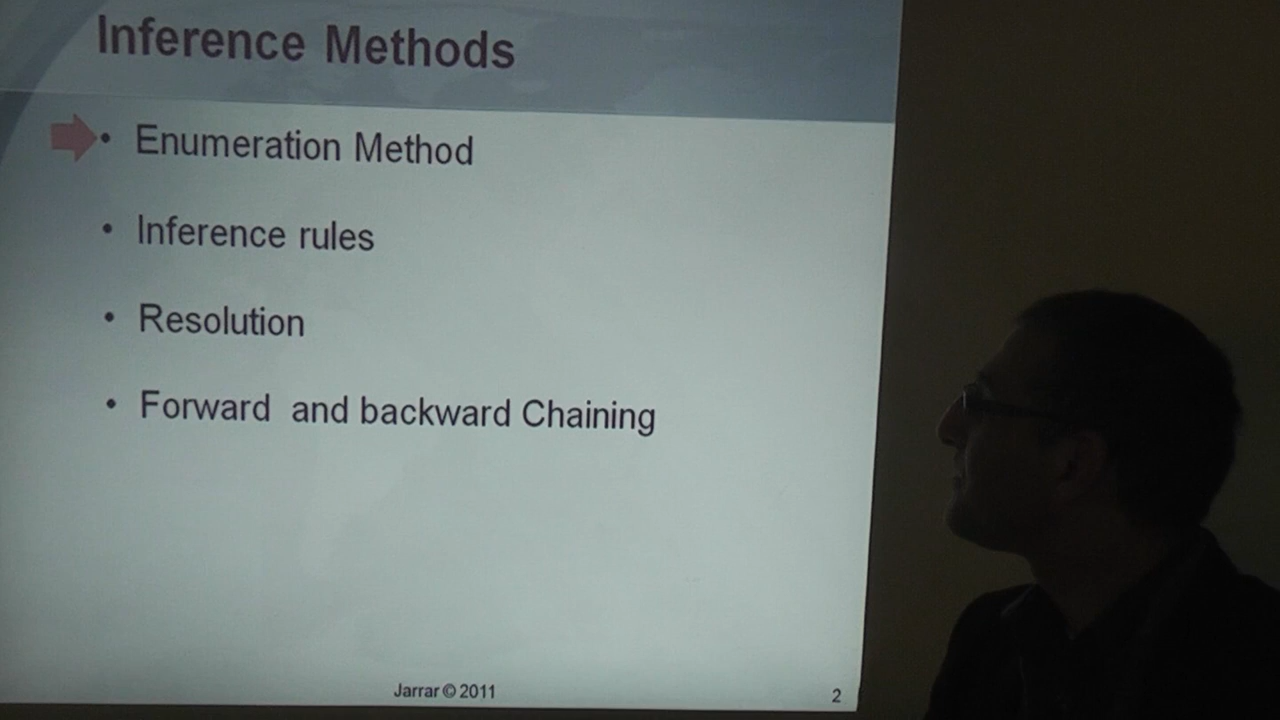 Inference Methods
• Enumeration Method
• Inference rules
• Resolution
• Forward and backward Chaining
Jarrar © 2011
2